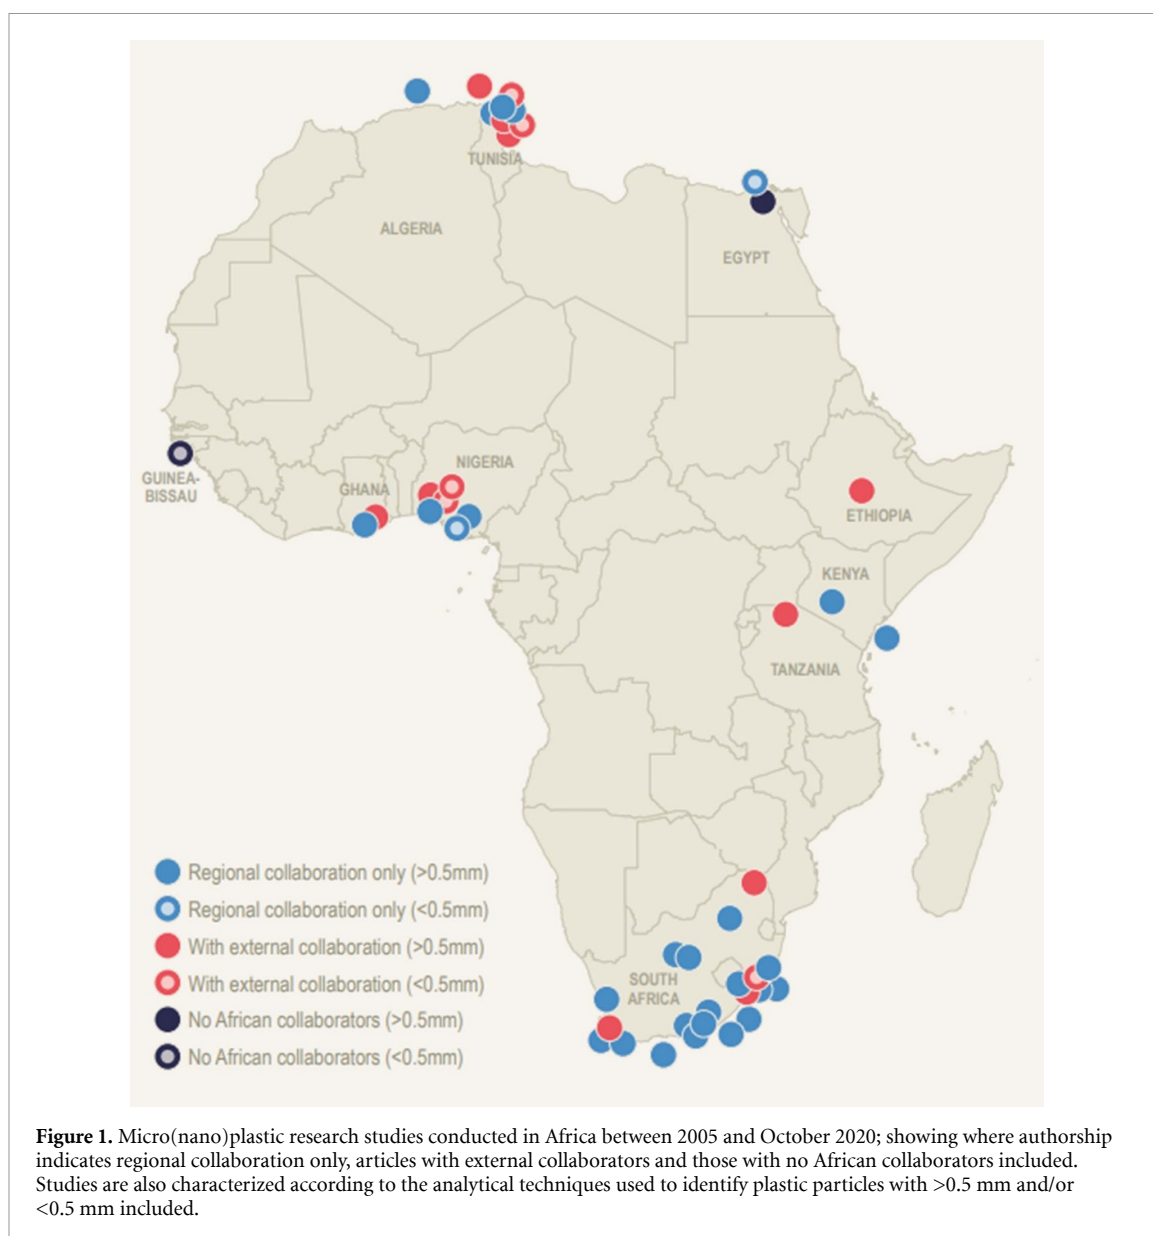 TUNISIA
ALGERIA
EGYPT
GUINEA-
BISSAU
NIGERIA
GHANA
ETHIOPIA
KENYA
TANZANIA
SOUTH
AFRICA
Regional collaboration only (>0.5mm)
Regional collaboration only (<0.5mm)
With external collaboration (>0.5mm)
With external collaboration (<0.5mm)
No African collaborators (>0.5mm)
No African collaborators (<0.5mm)
Figure 1. Micro(nano)plastic research studies conducted in Africa between 2005 and October 2020; showing where authorship
indicates regional collaboration only, articles with external collaborators and those with no African collaborators included.
Studies are also characterized according to the analytical techniques used to identify plastic particles with >0.5 mm and/or
<0.5 mm included.